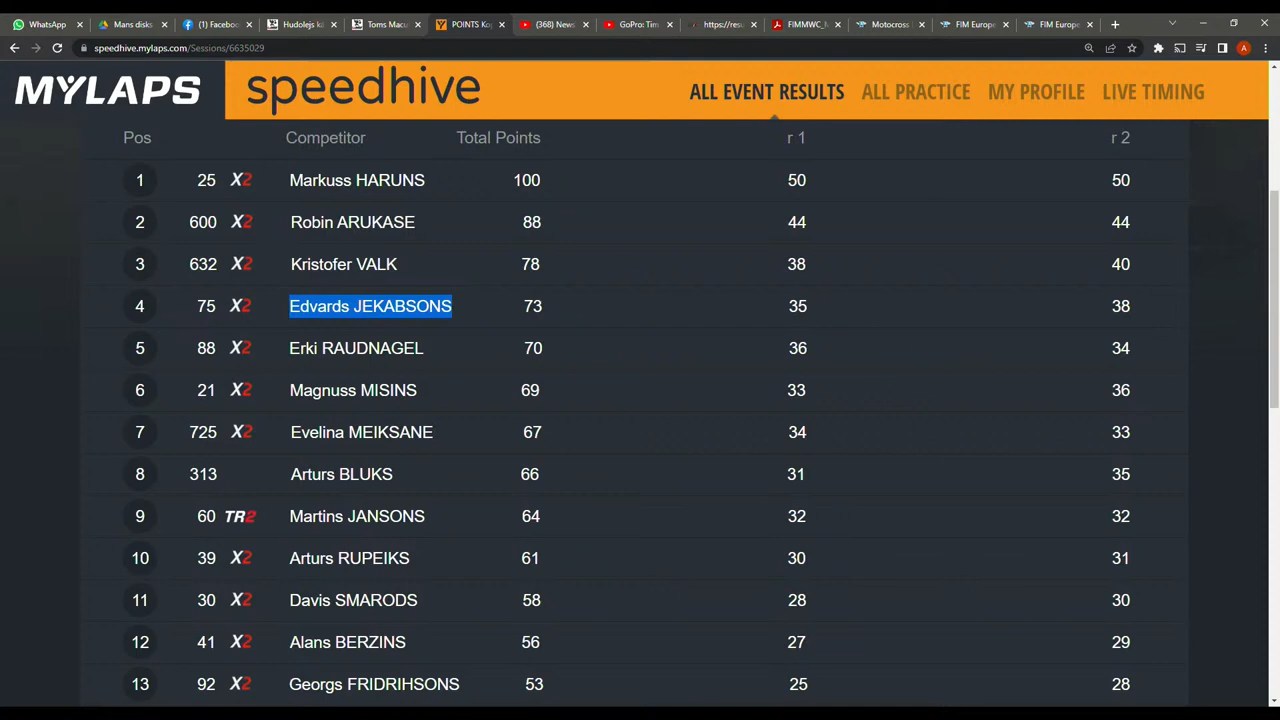 WhatsApp
Mans disks
(1) Facebo
Hudolejs ka
Toms Macu
POINTS Ko
(368) News
GoPro: Tim
https://resu
FIMMWC_N
Motocross
FIM Europe
FIM Europe
speedhive.mylaps.com/Sessions/6635029
A
MYLAPS speedhive ALL EVENT RESULTS ALL PRACTICE MY PROFILE LIVE TIMING
Pos Competitor Total Points r 1 r 2
1 25 X2 Markuss HARUNS 100 50 50
2 600 X2 Robin ARUKASE 88 44 44
3 632 X2 Kristofer VALK 78 38 40
4 75 X2 Edvards JEKABSONS 73 35 38
5 88 X2 Erki RAUDNAGEL 70 36 34
6 21 X2 Magnuss MISINS 69 33 36
7 725 X2 Evelina MEIKSANE 67 34 33
8 313 Arturs BLUKS 66 31 35
9 60 TR2 Martins JANSONS 64 32 32
10 39 X2 Arturs RUPEIKS 61 30 31
11 30 X2 Davis SMARODS 58 28 30
12 41 X2 Alans BERZINS 56 27 29
13 92 X2 Georgs FRIDRIHSONS 53 25 28